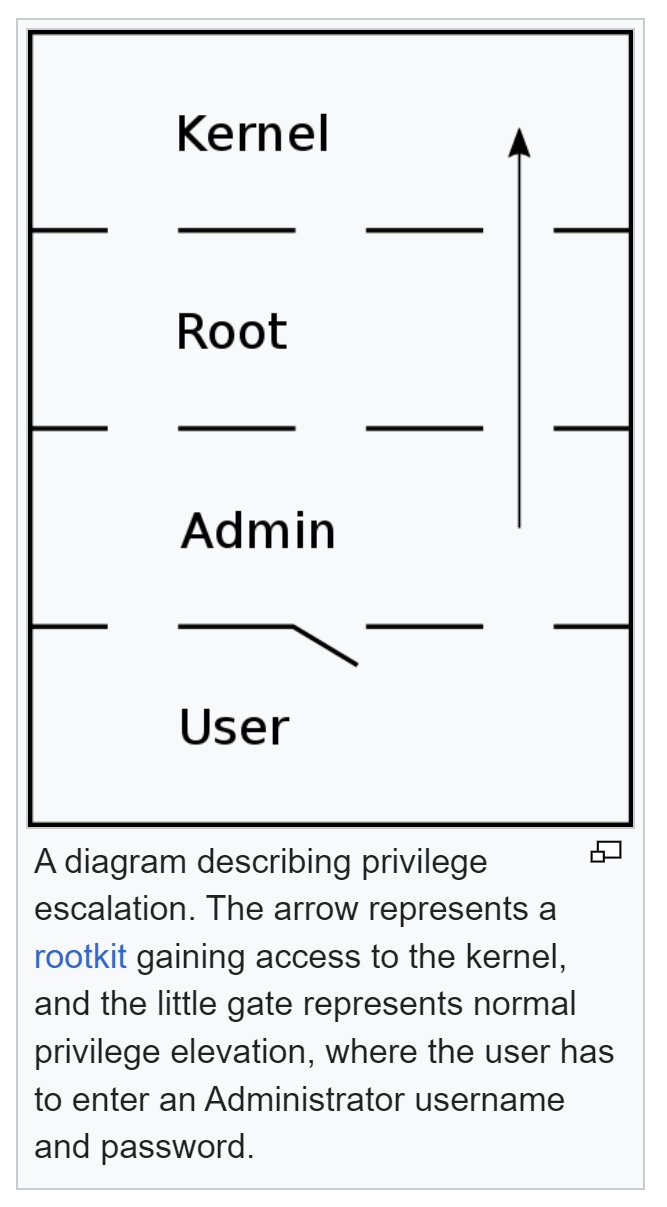 Kernel
Root
Admin
User
A diagram describing privilege
escalation. The arrow represents a
rootkit gaining access to the kernel,
and the little gate represents normal
privilege elevation, where the user has
to enter an Administrator username
and password.